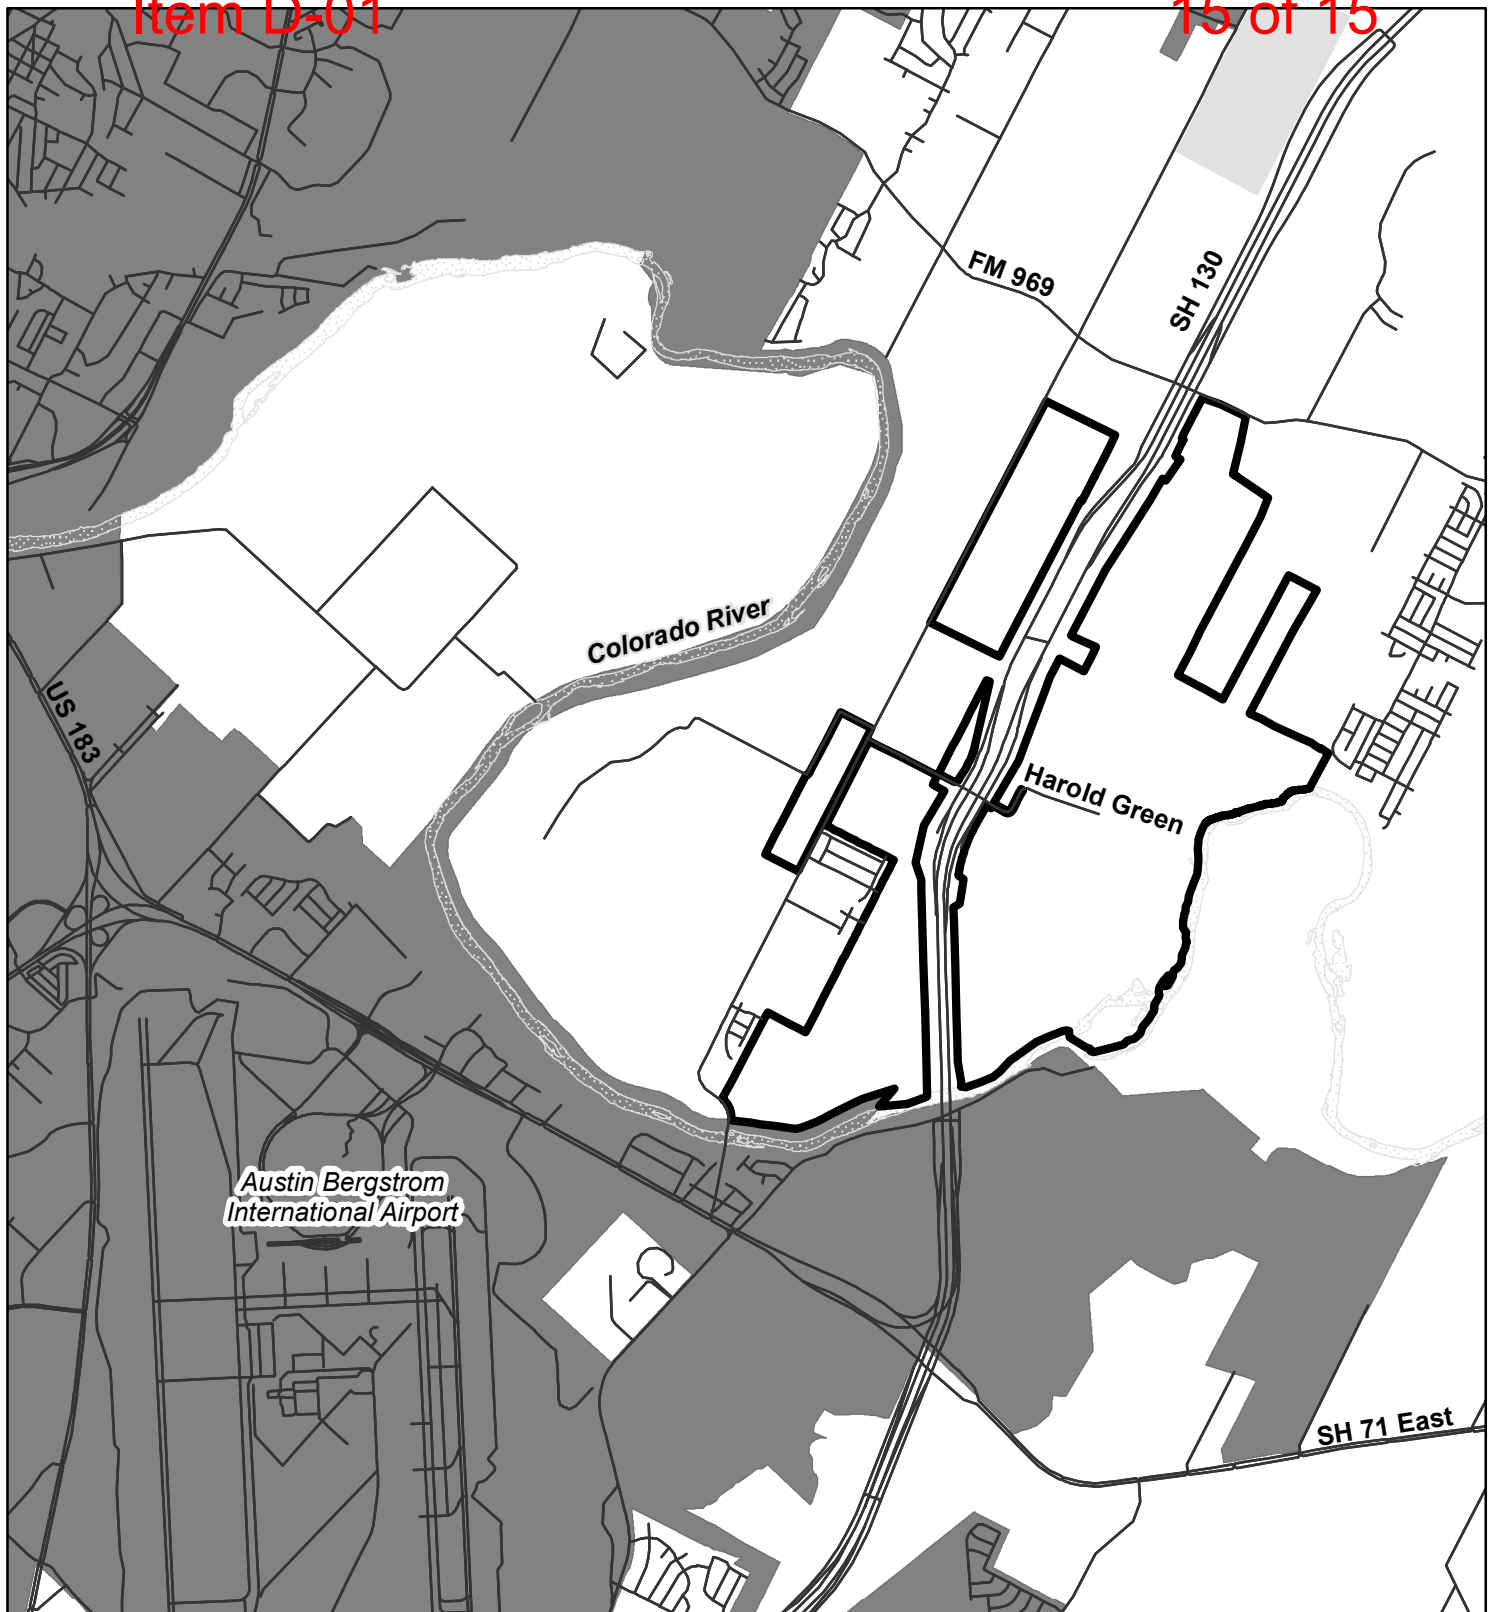 Item D-01
15 of 15
FM 969
SH 130
Colorado River
US 183
Harold Green
Austin Bergstrom
International Airport
SH 71 East